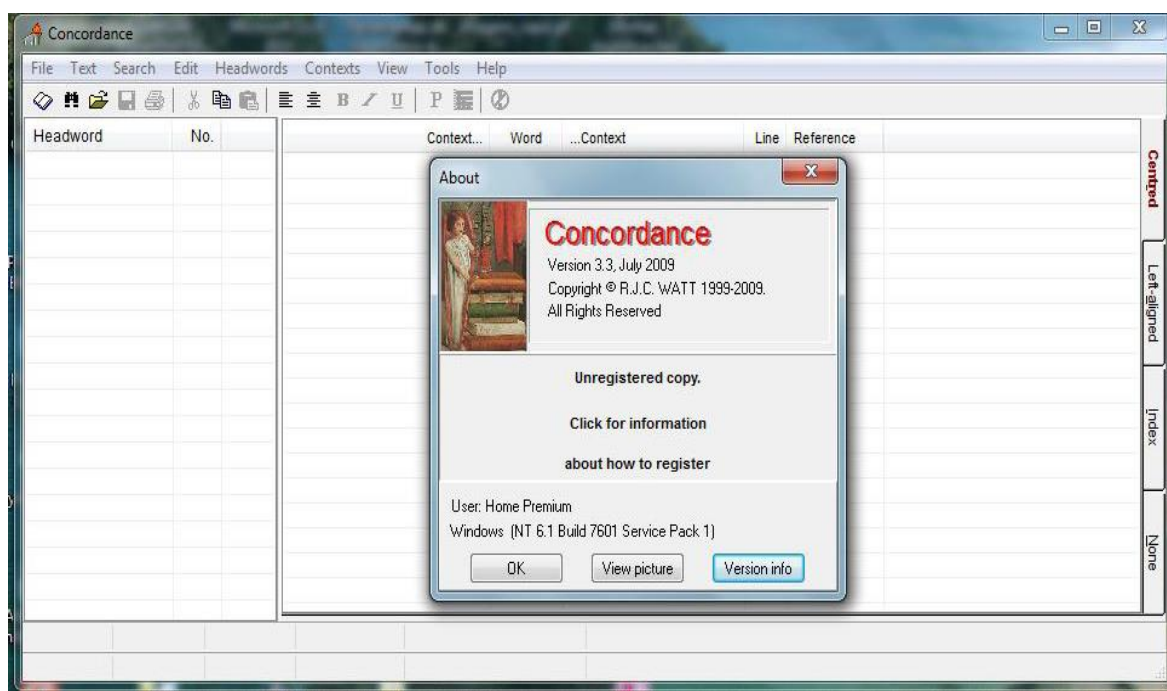 Concordance
File Text Search Edit Headwords Contexts View Tools Help
B I U P
Headword No. Context... Word ...Context Line Reference
About
Concordance
Version 3.3, July 2009
Copyright © R.J.C. WATT 1999-2009.
All Rights Reserved
Unregistered copy.
Click for information
about how to register
User: Home Premium
Windows (NT 6.1 Build 7601 Service Pack 1)
OK View picture Version info
Centred
Left-aligned
Index
None